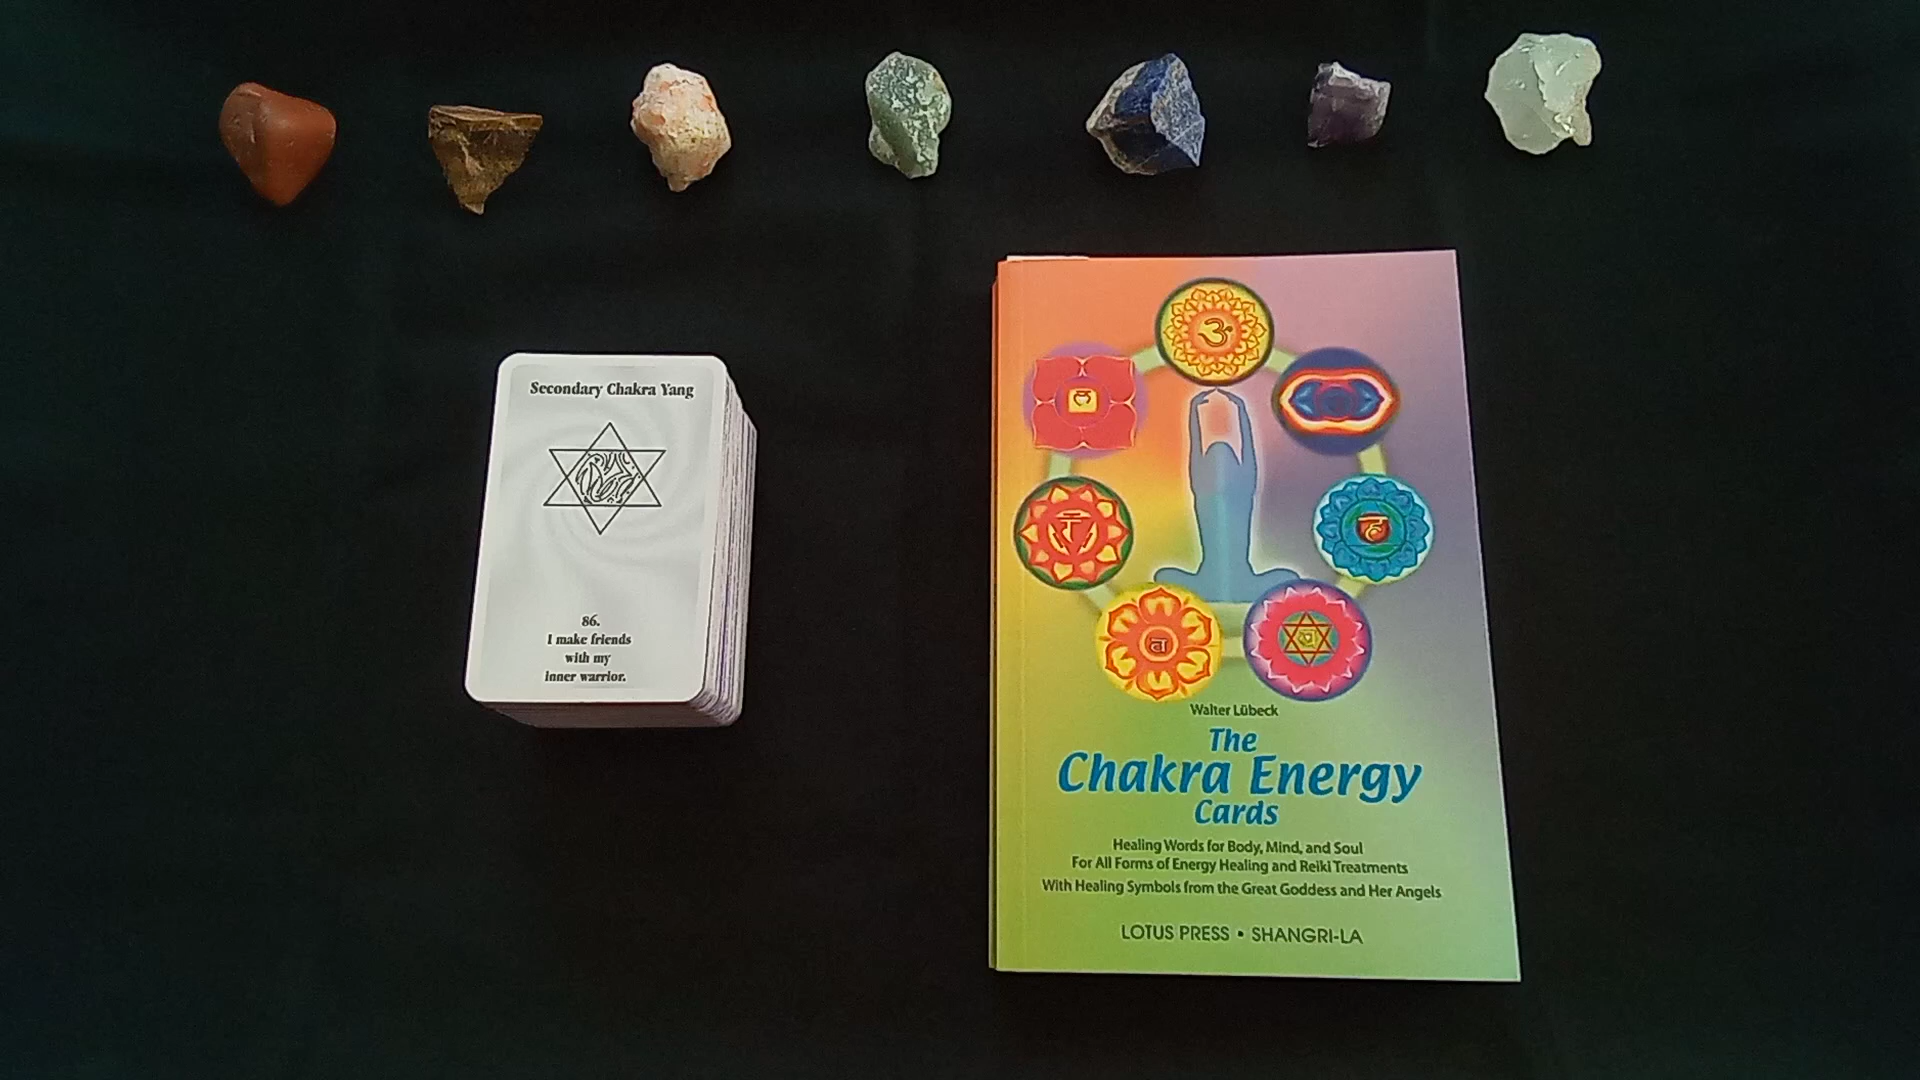 Secondary Chakra Yang
86.
I make friends
with my
inner warrior.
Walter Lübeck
The
Chakra Energy
Cards
Healing Words for Body, Mind, and Soul
For All Forms of Energy Healing and Reiki Treatments
With Healing Symbols from the Great Goddess and Her Angels
LOTUS PRESS • SHANGRI-LA